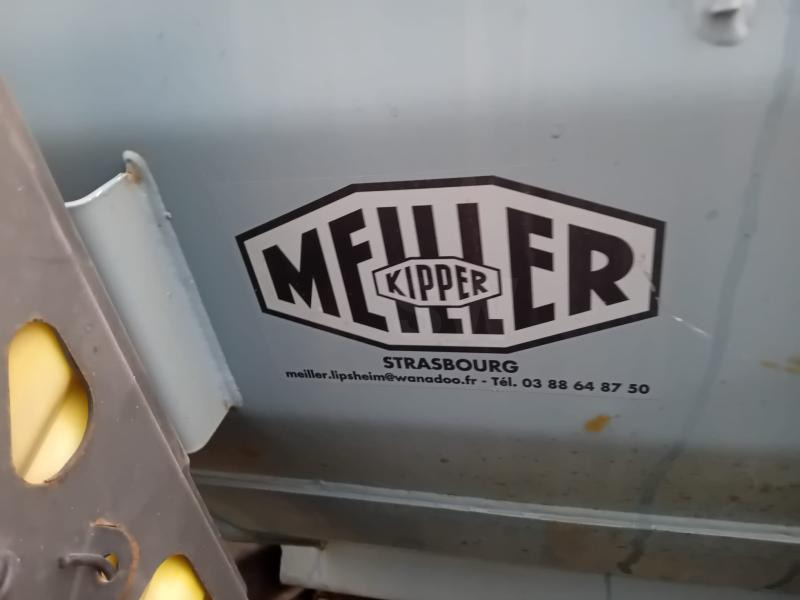 MEILLER
KIPPER
STRASBOURG
meiller.lipsheim@wanadoo.fr - Tél. 03 88 64 87 50